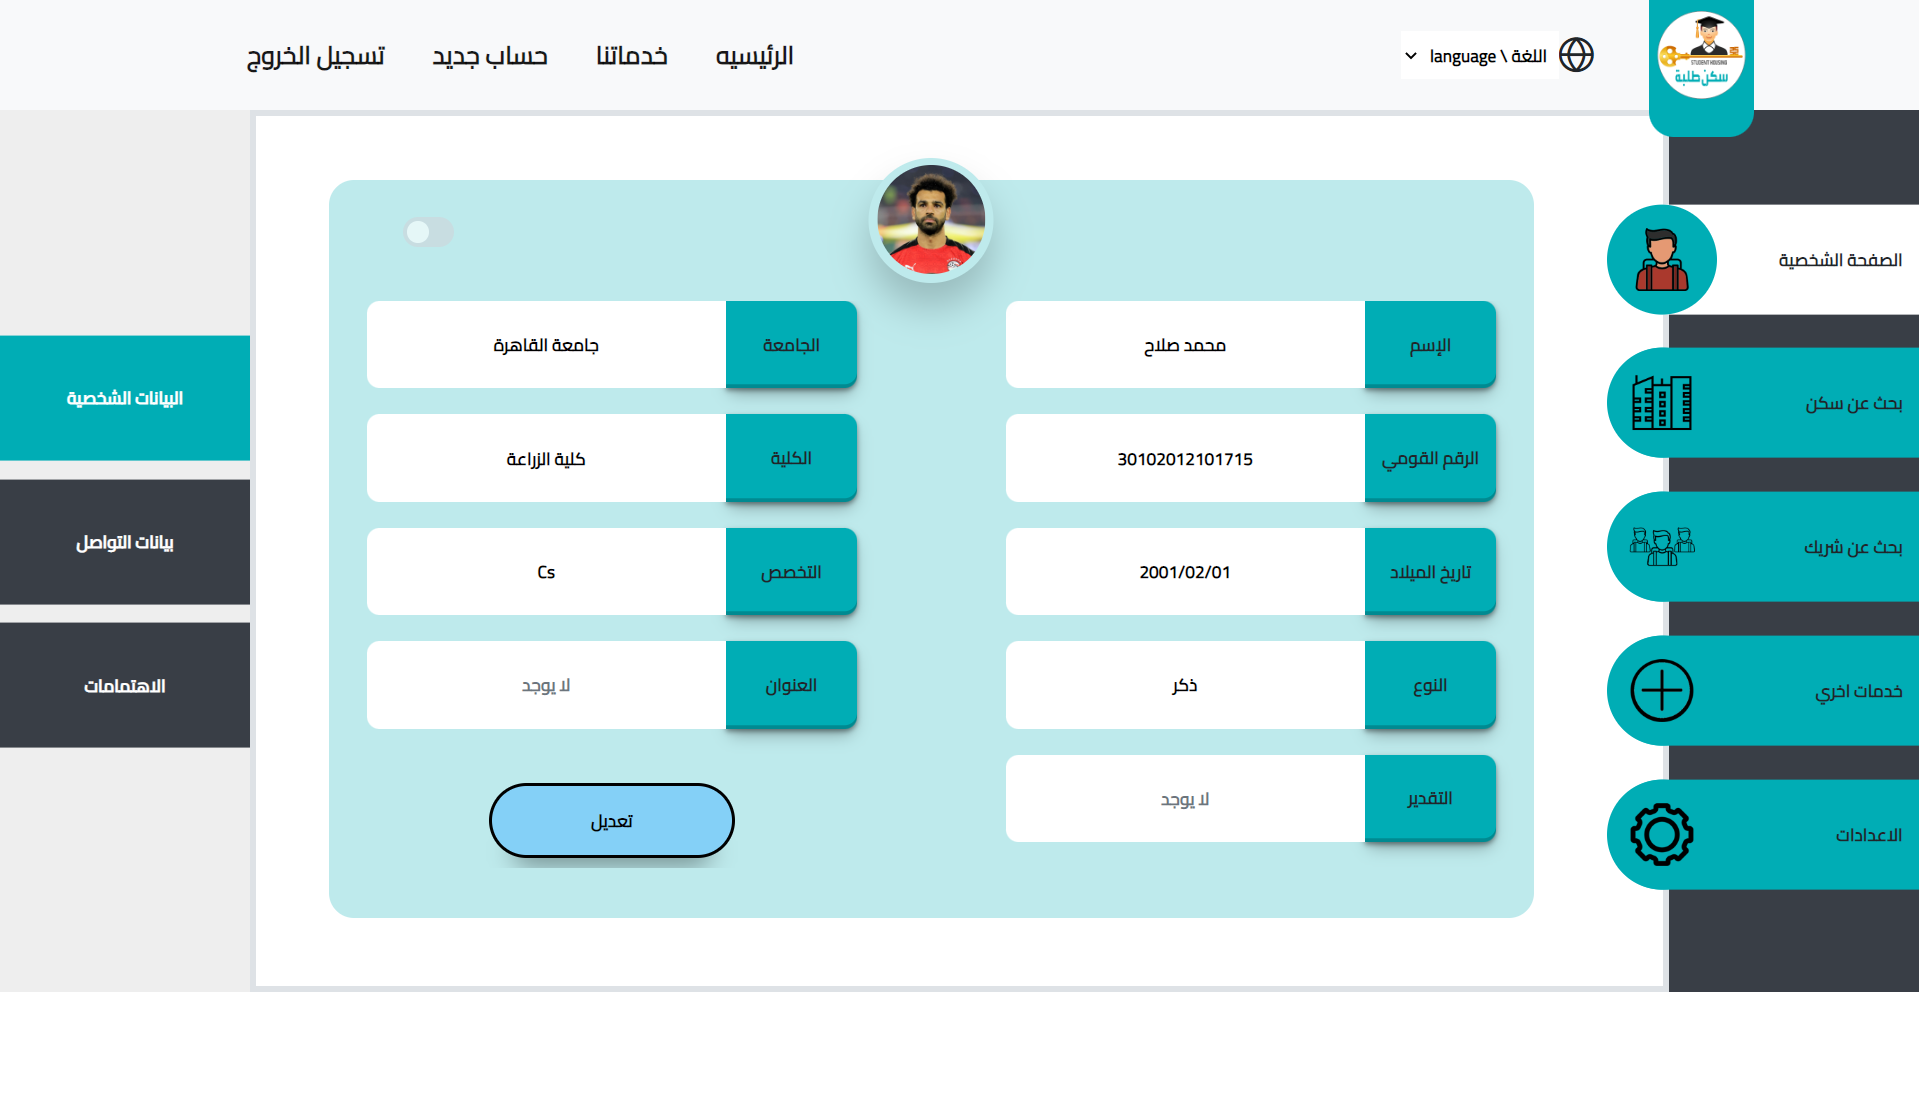 STUDENT HOUSING
سكن طلبة
اللغة \ language
الرئيسيه
خدماتنا
حساب جديد
تسجيل الخروج
الصفحة الشخصية
بحث عن سكن
بحث عن شريك
خدمات اخري
الاعدادات
الإسم
محمد صلاح
الرقم القومي
30102012101715
تاريخ الميلاد
2001/02/01
النوع
ذكر
التقدير
لا يوجد
الجامعة
جامعة القاهرة
الكلية
كلية الزراعة
التخصص
Cs
العنوان
لا يوجد
تعديل
البيانات الشخصية
بيانات التواصل
الاهتمامات